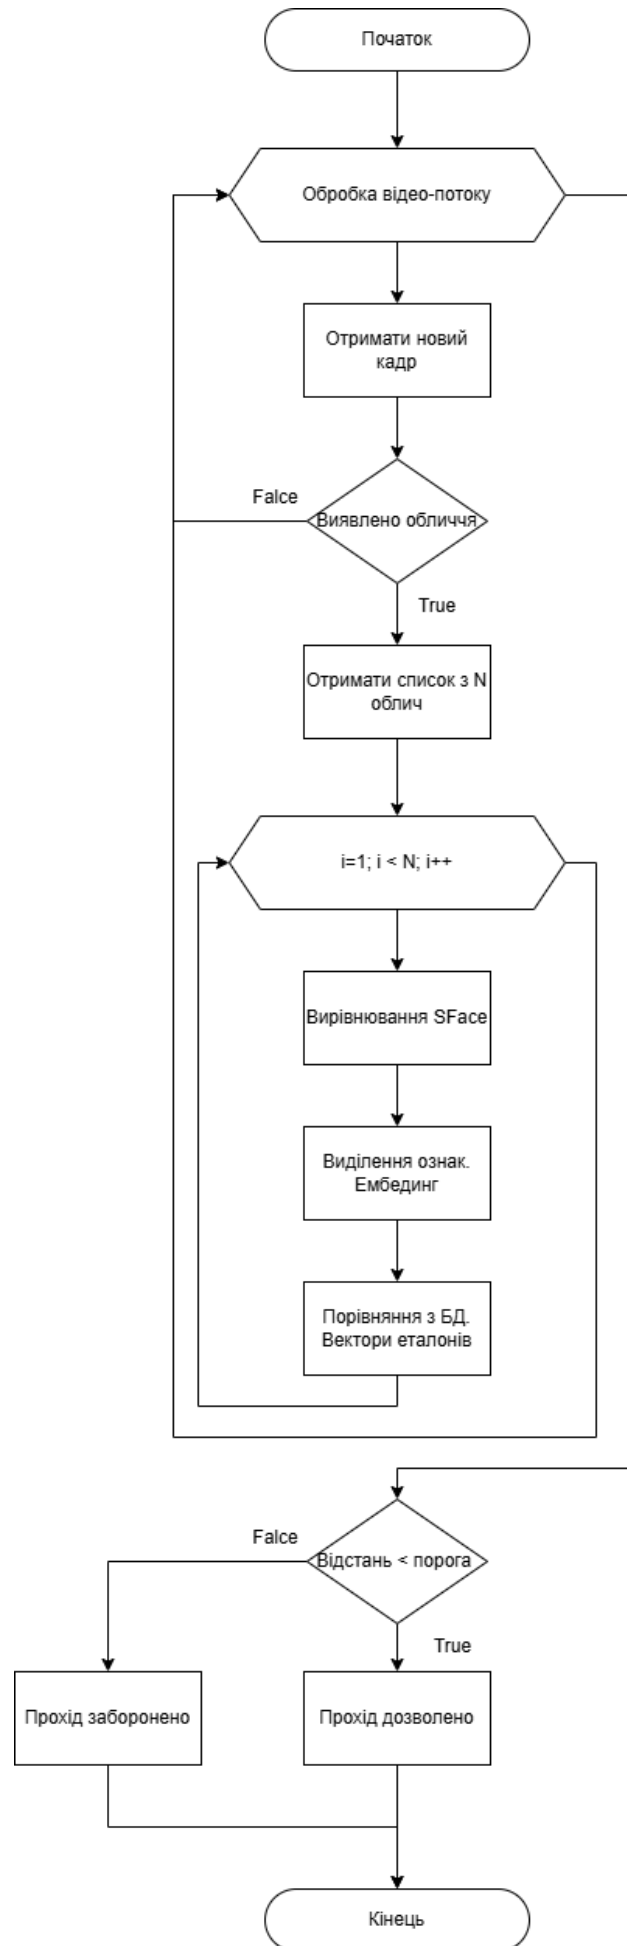 Початок
Обробка відео-потоку
Отримати новий
кадр
Falce
Виявлено обличчя
True
Отримати список з N
облич
i=1; i < N; i++
Вирівнювання SFace
Виділення ознак.
Ембединг
Порівняння з БД.
Вектори еталонів
Falce
Відстань < порога
True
Прохід заборонено
Прохід дозволено
Кінець